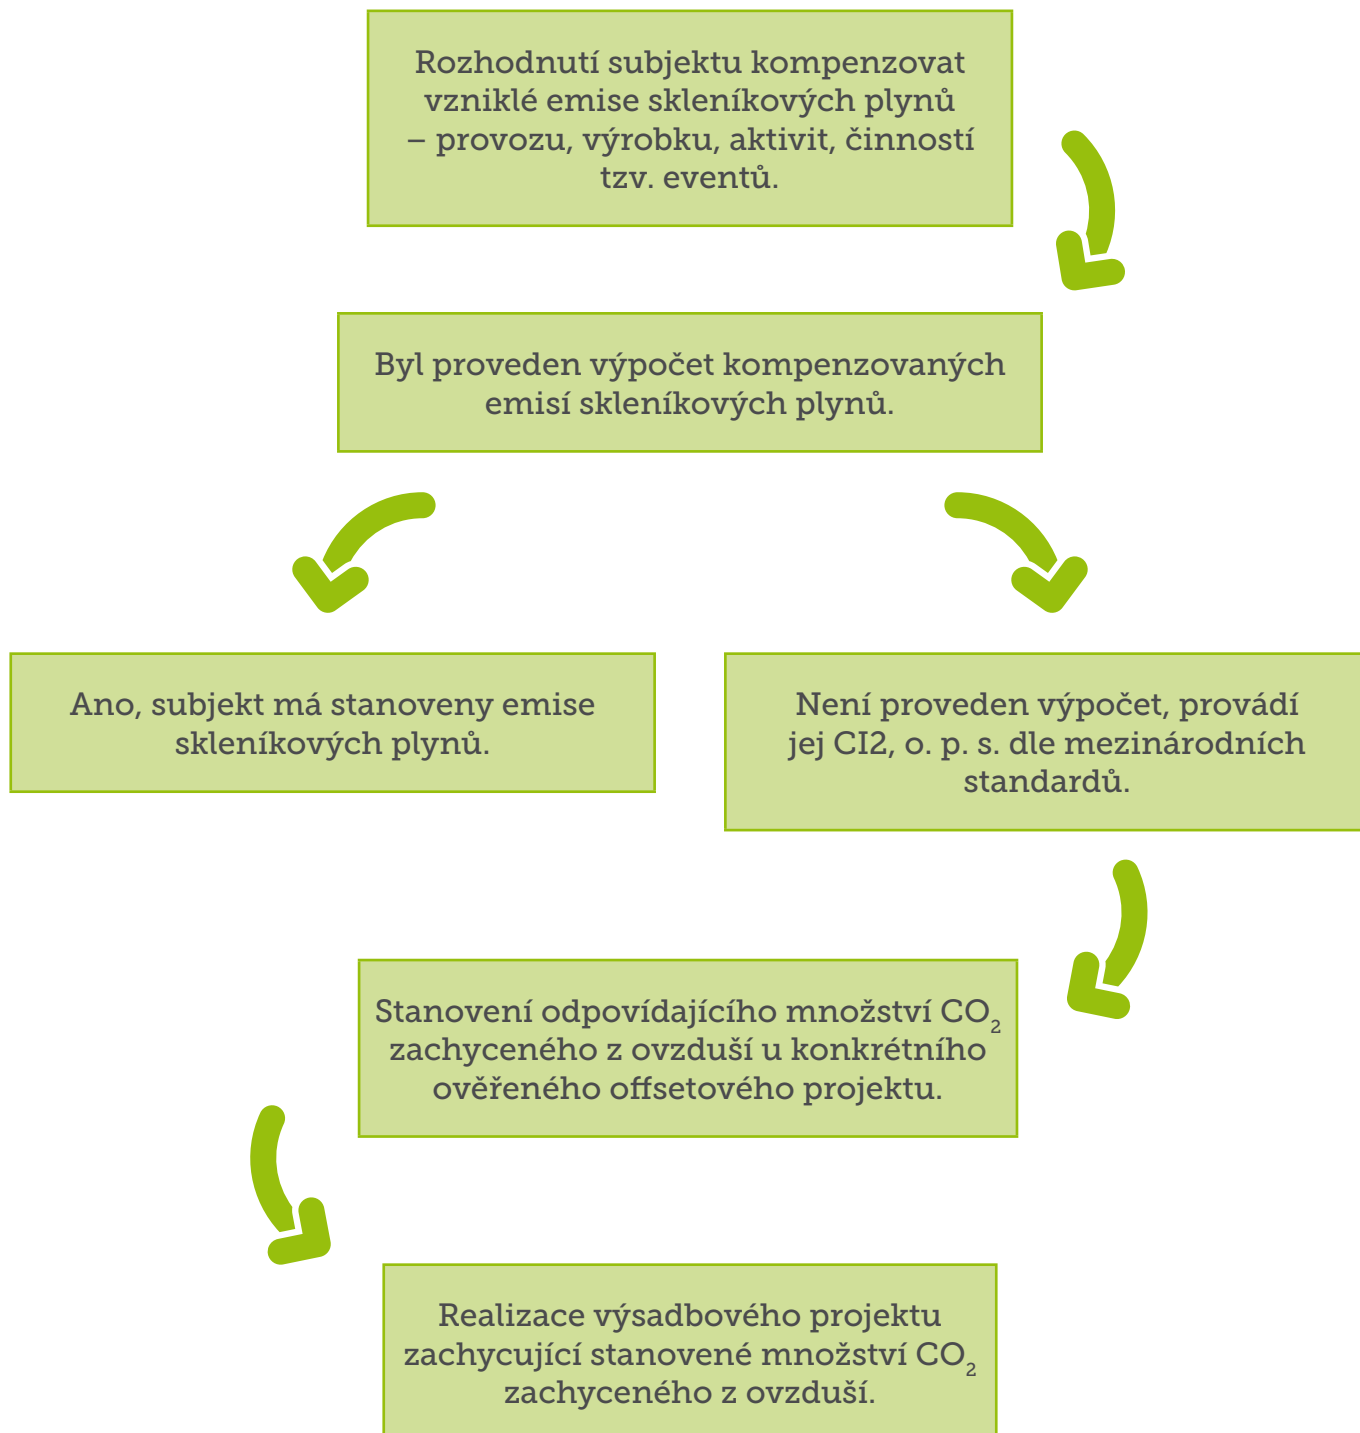 Rozhodnutí subjektu kompenzovat
vzniklé emise skleníkových plynů
– provozu, výrobku, aktivit, činností
tzv. eventů.
Byl proveden výpočet kompenzovaných
emisí skleníkových plynů.
Ano, subjekt má stanoveny emise
skleníkových plynů.
Není proveden výpočet, provádí
jej CI2, o. p. s. dle mezinárodních
standardů.
Stanovení odpovídajícího množství CO₂
zachyceného z ovzduší u konkrétního
ověřeného offsetového projektu.
Realizace výsadbového projektu
zachycující stanovené množství CO₂
zachyceného z ovzduší.